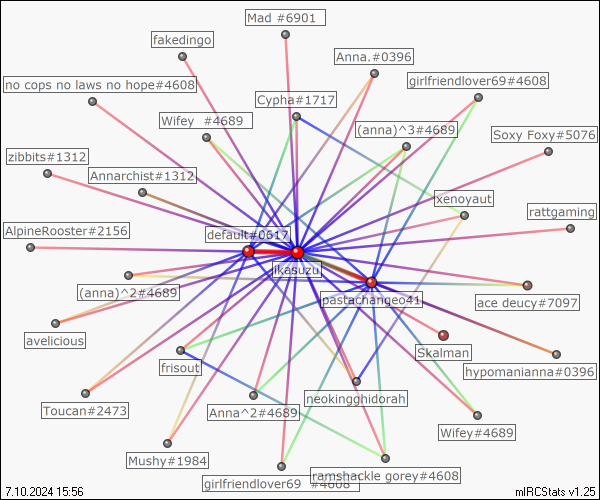 Mad #6901
fakedingo
Anna.#0396
girlfriendlover69#4608
no cops no laws no hope#4608
Cypha#1717
Wifey  #4689
(anna)^3#4689
Soxy Foxy#5076
zibbits#1312
Annarchist#1312
xenoyaut
rattgaming
AlpineRooster#2156
default#0617
ikasuzu
(anna)^2#4689
pastachangeo41
ace deucy#7097
avelicious
Skalman
frisout
hypomanianna#0396
neokingghidorah
Toucan#2473
Anna^2#4689
Wifey#4689
Mushy#1984
ramshackle gorey#4608
girlfriendlover69  #4608
7.10.2024 15:56
mIRCStats v1.25